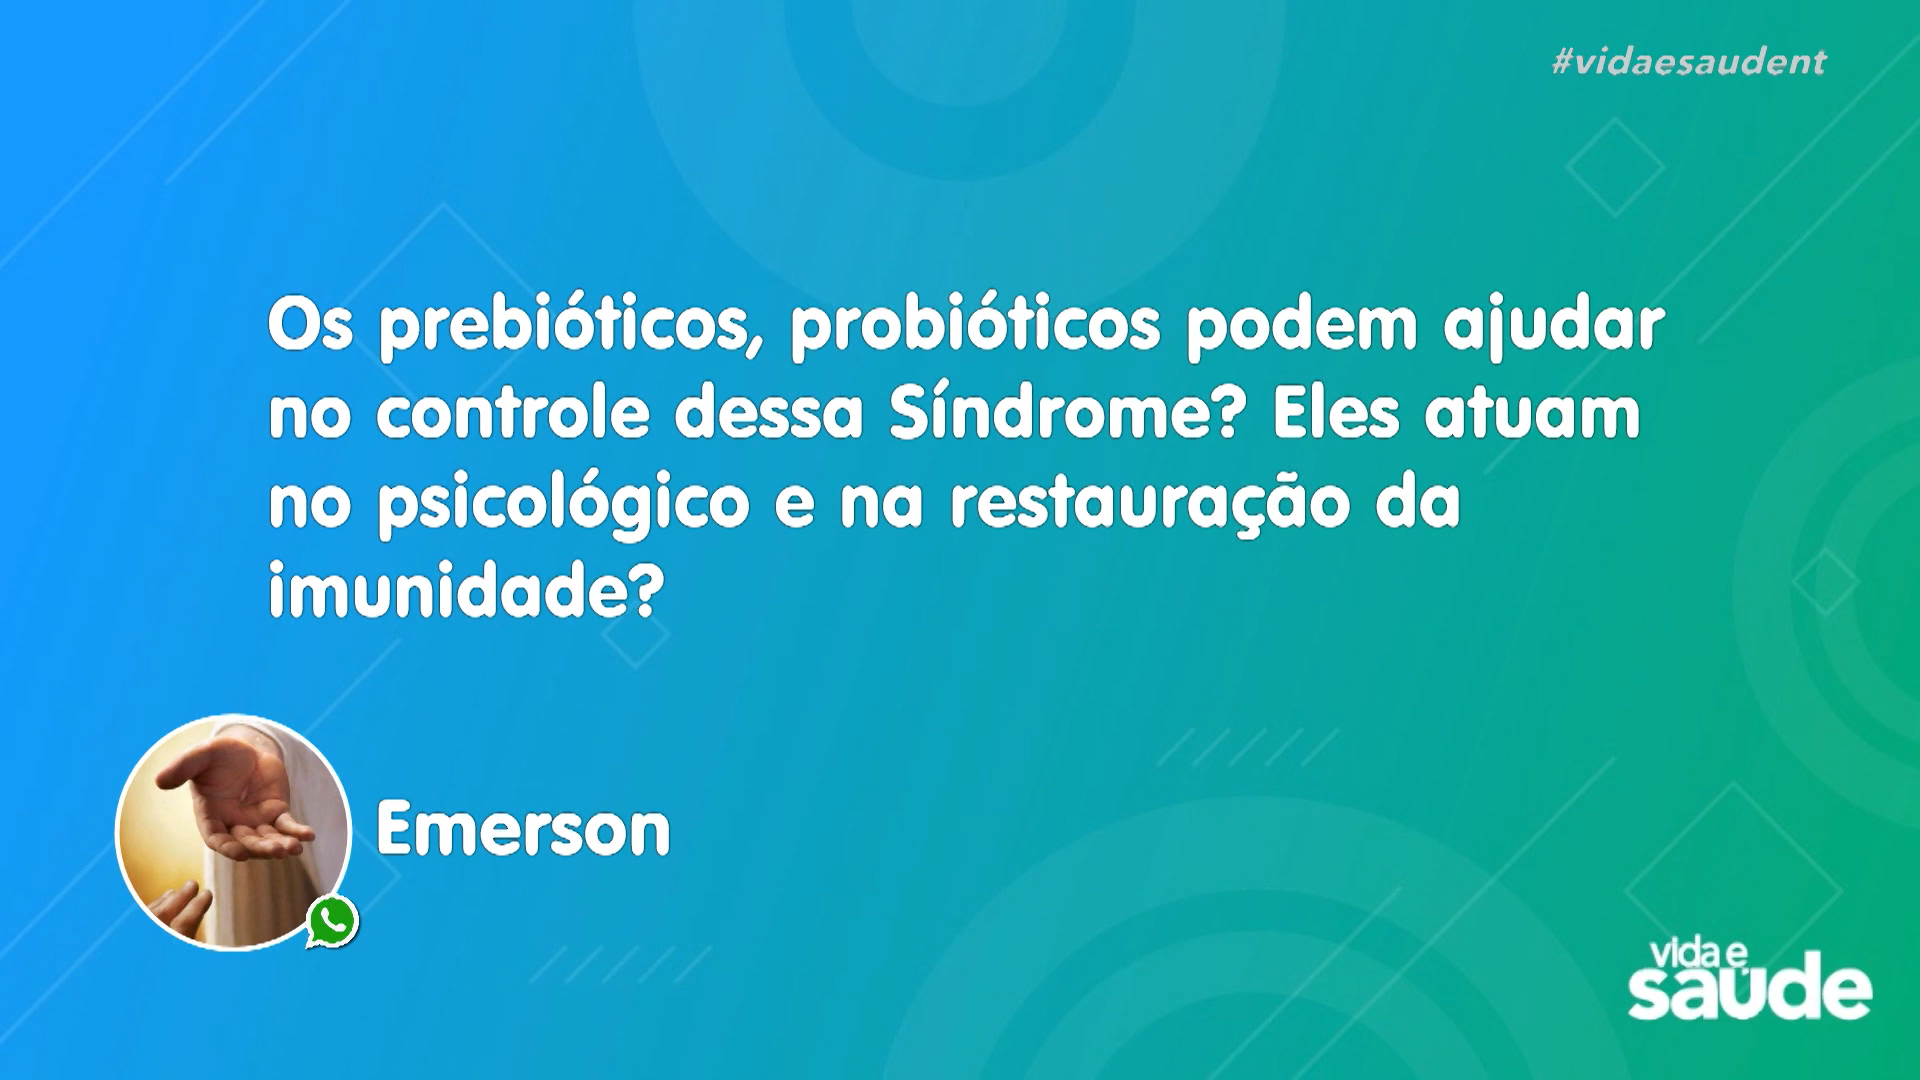 #vidaesaudent
Os prebióticos, probióticos podem ajudar
no controle dessa Síndrome? Eles atuam
no psicológico e na restauração da
imunidade?
Emerson
vida e
saúde